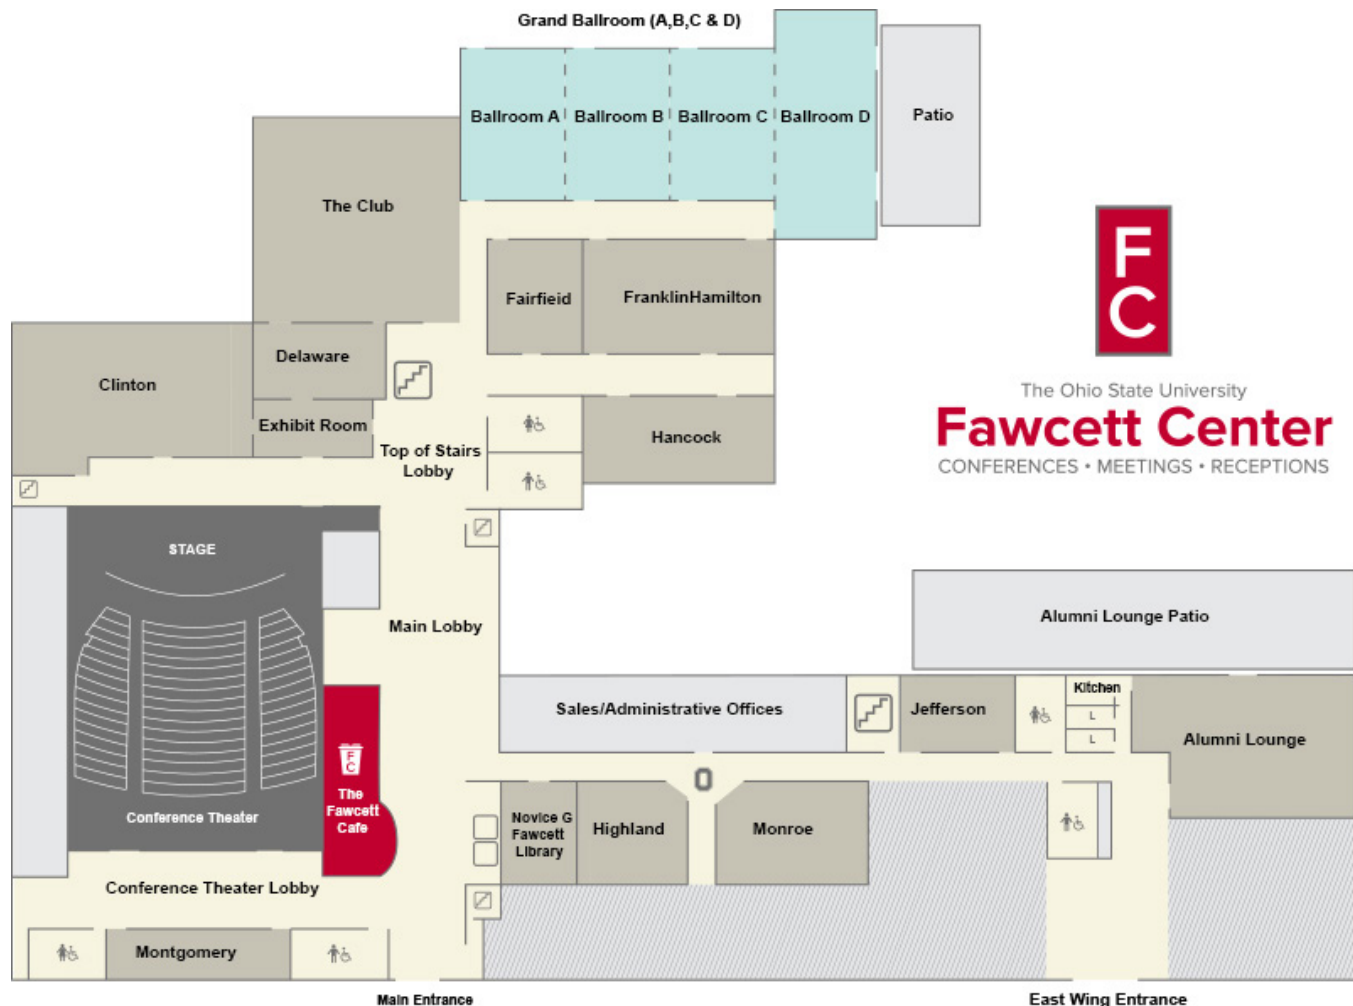 Grand Ballroom (A,B,C & D)
Ballroom A
Ballroom B
Ballroom C
Ballroom D
Patio
The Club
Fairfieid
FranklinHamilton
F
C
Delaware
Clinton
Exhibit Room
Hancock
Top of Stairs
Lobby
The Ohio State University
Fawcett Center
CONFERENCES • MEETINGS • RECEPTIONS
STAGE
Main Lobby
Alumni Lounge Patio
Sales/Administrative Offices
Jefferson
Kitchen
L
L
Alumni Lounge
F
C
The
Fawcett
Cafe
Conference Theater
Novice G
Fawcett
Library
Highland
Monroe
Conference Theater Lobby
Montgomery
Main Entrance
East Wing Entrance